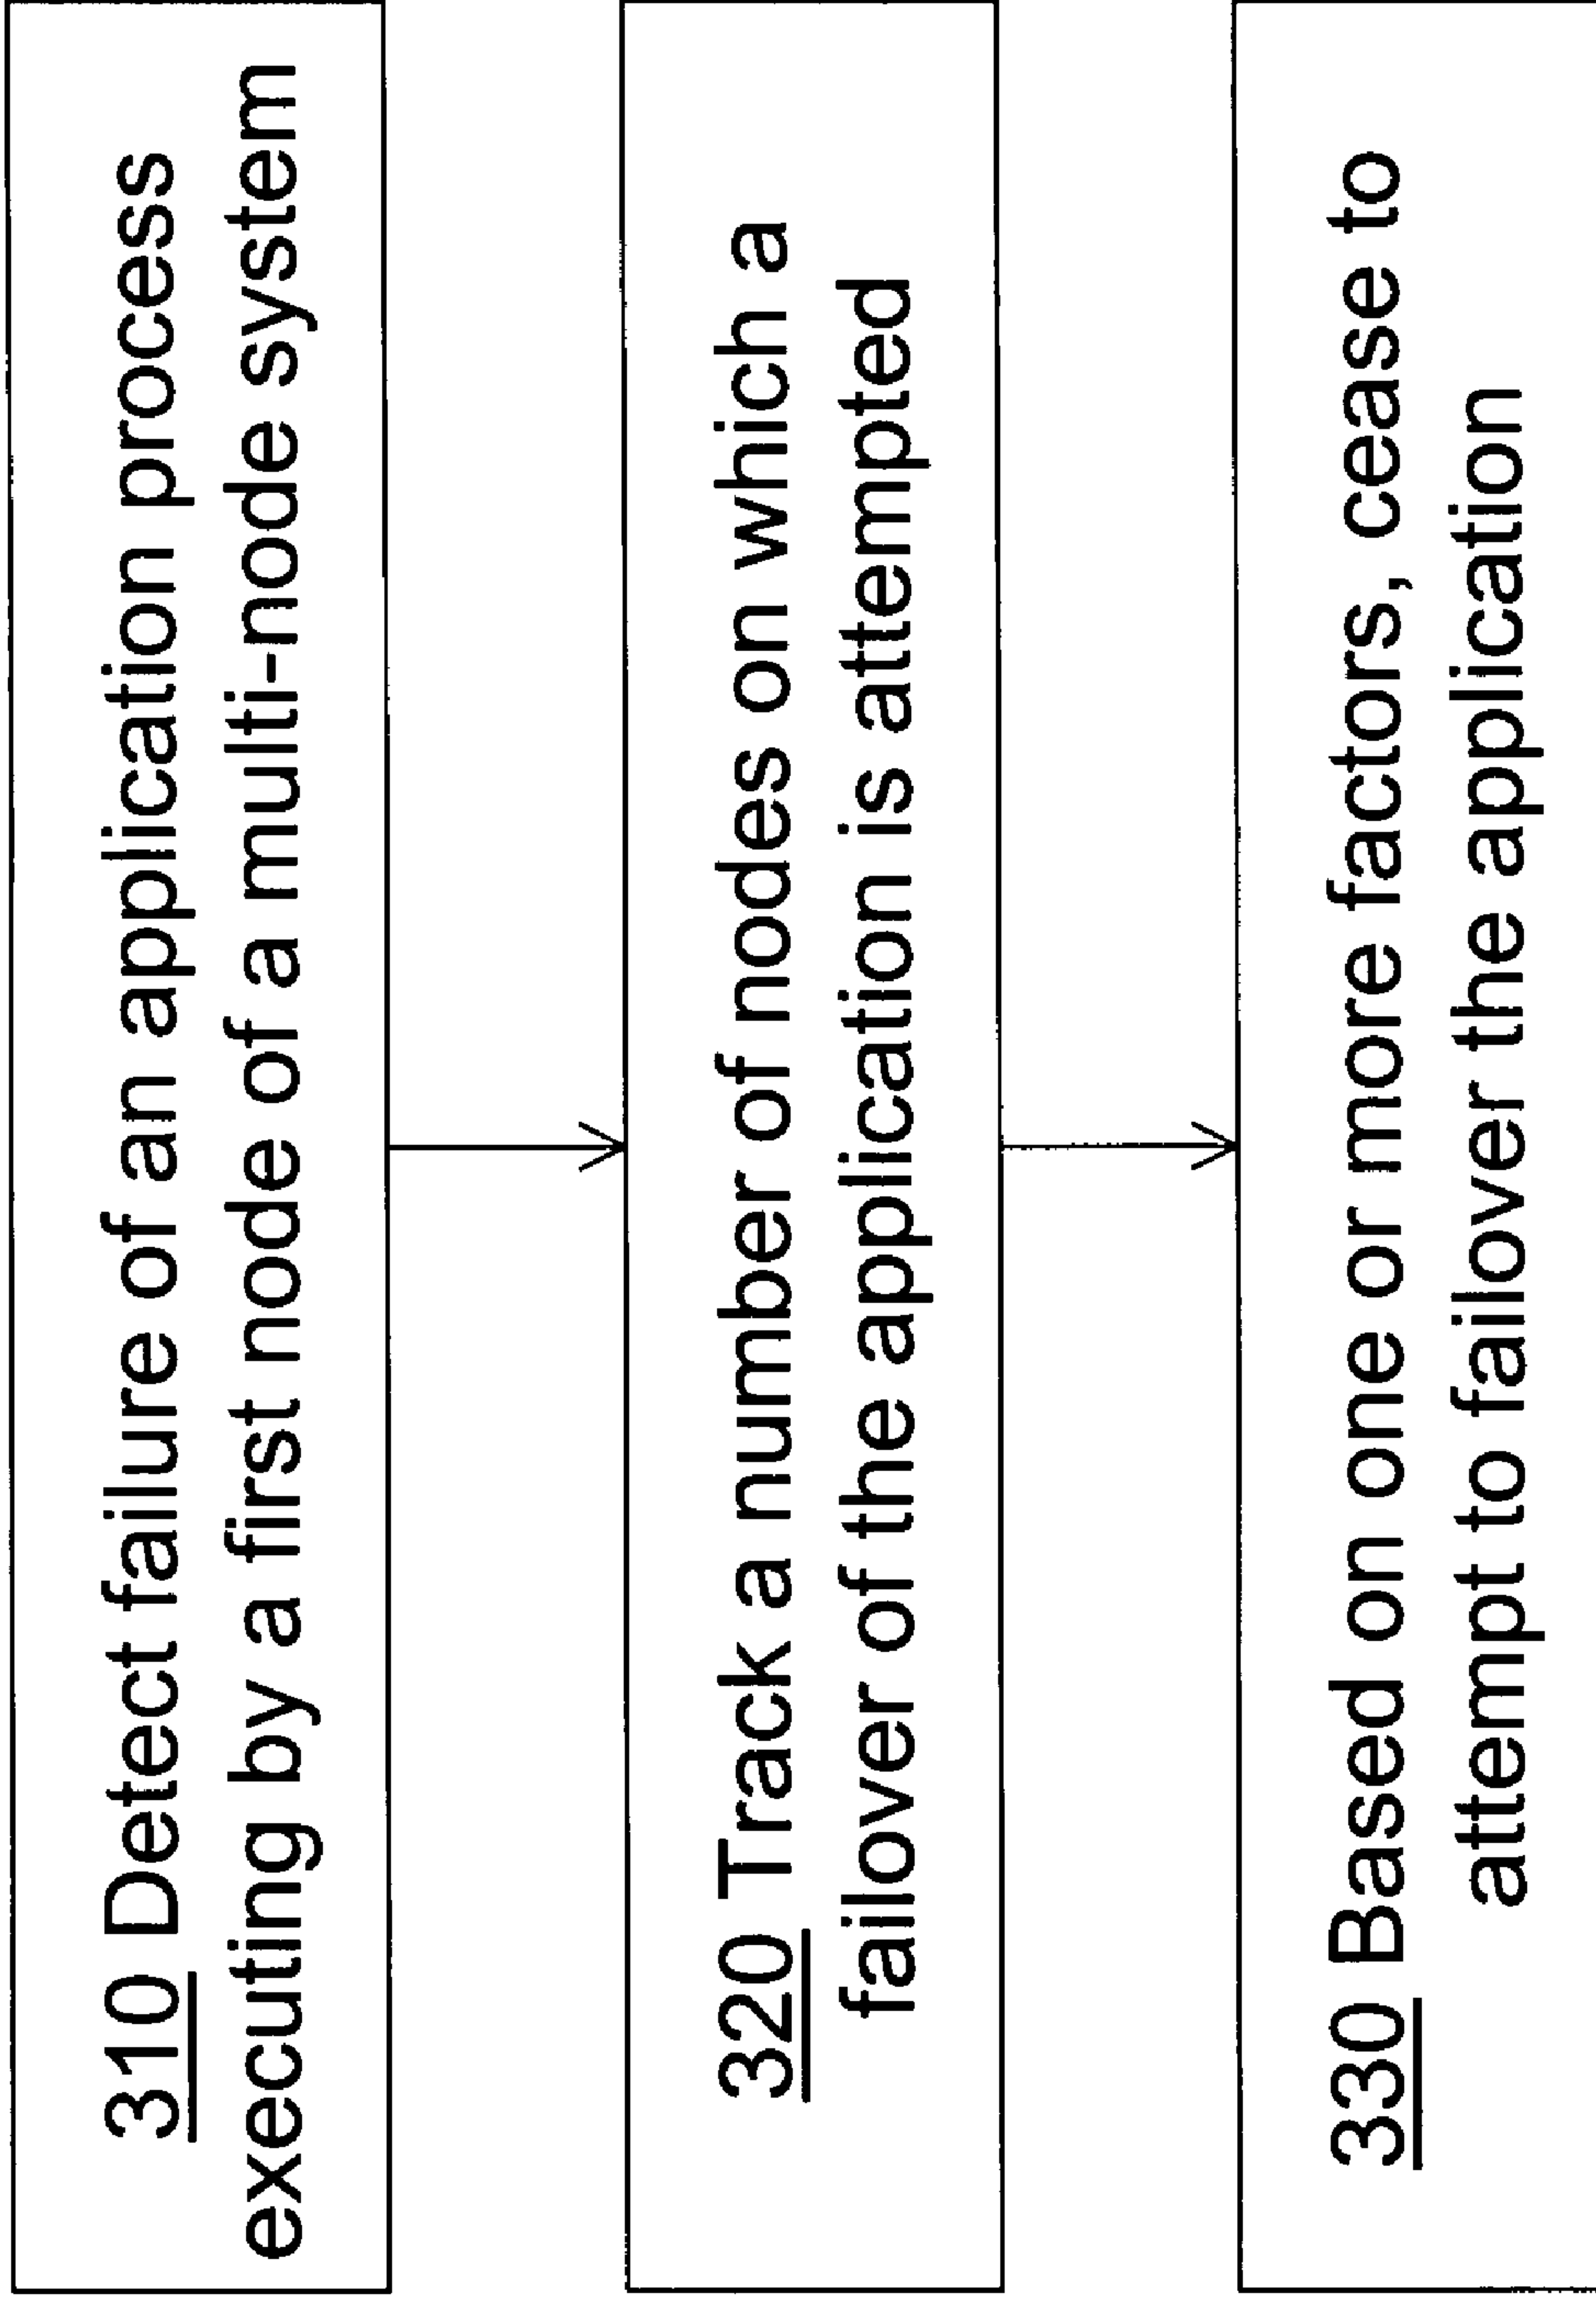 310 Detect failure of an application process
executing by a first node of a multi-node system
320 Track a number of nodes on which a
failover of the application is attempted
330 Based on one or more factors, cease to
attempt to failover the application